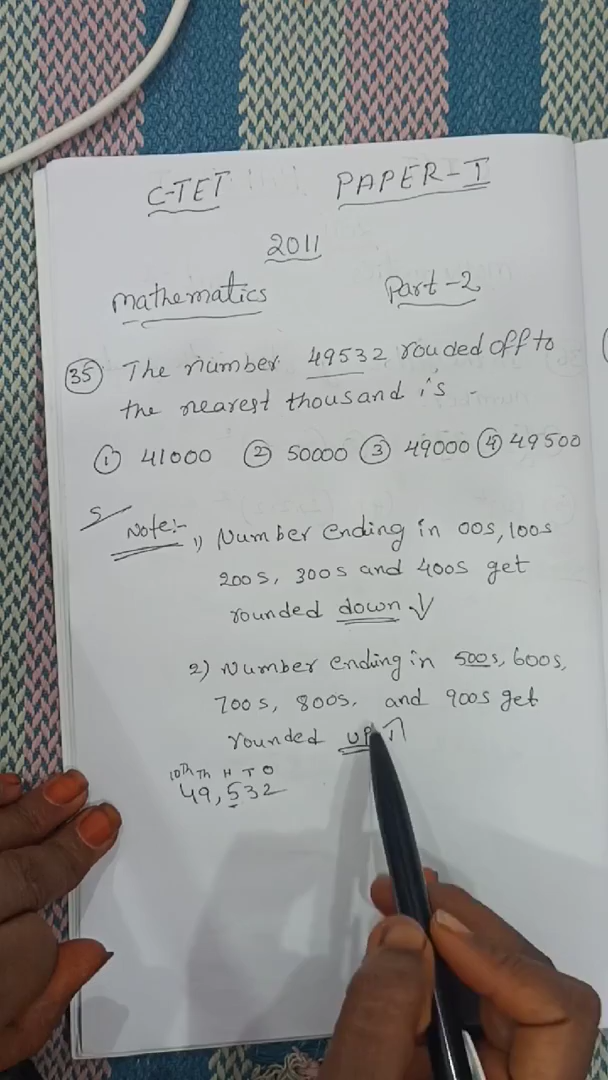 C-TET PAPER-I
2011
Mathematics Part-2
35 The number 49532 rouded off to
the nearest thousand is -
1 41000 2 50000 3 49000 4 49500
S
Note:- 1) Number ending in 00s, 100s
200s, 300s and 400s get
rounded down ↓
2) Number ending in 500s, 600s,
700s, 800s, and 900s get
rounded up ↑
10th Th H T O
49,532